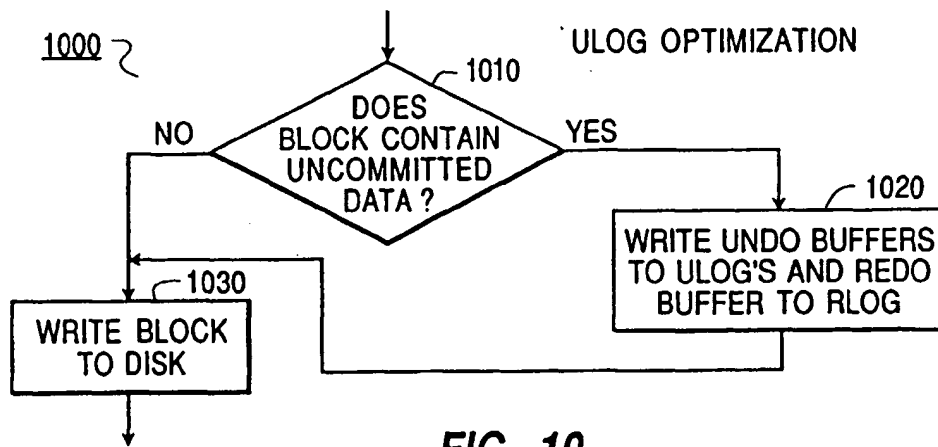 1000
ULOG OPTIMIZATION
1010
DOES
BLOCK CONTAIN
UNCOMMITTED
DATA ?
NO
YES
1020
WRITE UNDO BUFFERS
TO ULOG'S AND REDO
BUFFER TO RLOG
1030
WRITE BLOCK
TO DISK
FIG. 10